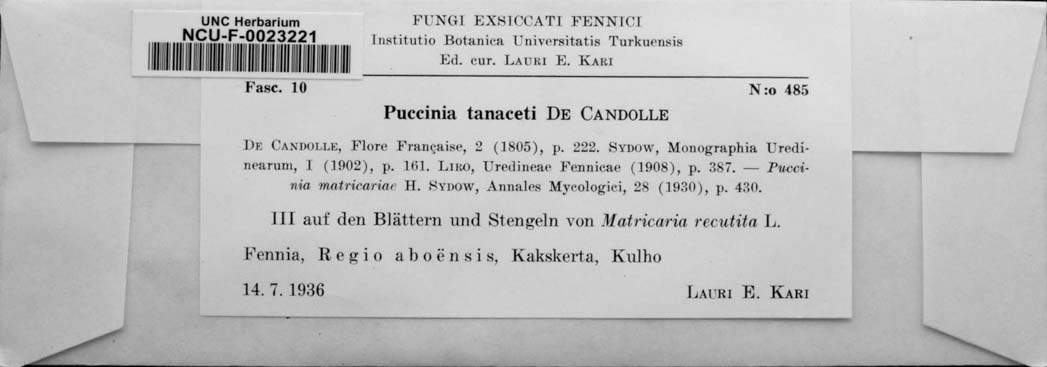 UNC Herbarium
NCU-F-0023221
FUNGI EXSICCATI FENNICI
Institutio Botanica Universitatis Turkuensis
Ed. cur. LAURI E. KARI
Fasc. 10 N:o 485
Puccinia tanaceti DE CANDOLLE
DE CANDOLLE, Flore Française, 2 (1805), p. 222. SYDOW, Monographia Uredi-
nearum, I (1902), p. 161. LIRO, Uredineae Fennicae (1908), p. 387. — Pucci-
nia matricariae H. SYDOW, Annales Mycologici, 28 (1930), p. 430.
III auf den Blättern und Stengeln von Matricaria recutita L.
Fennia, Regio aboënsis, Kakskerta, Kulho
14. 7. 1936 LAURI E. KARI